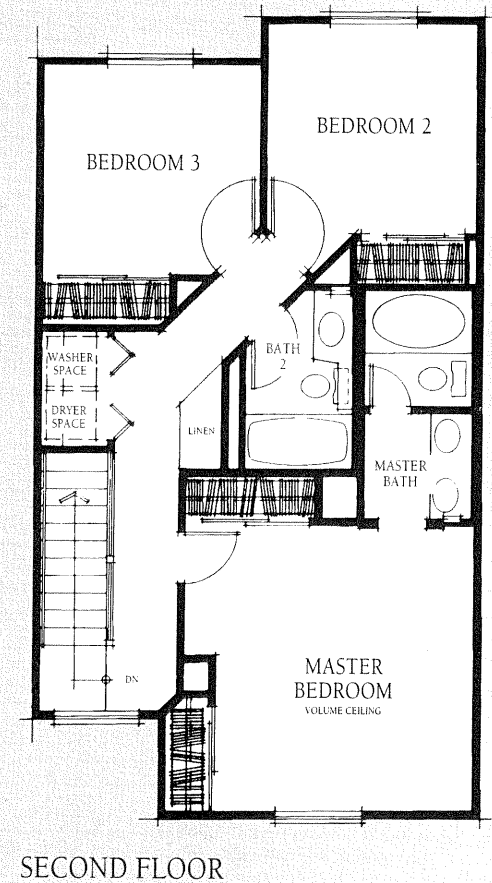 BEDROOM 2
BEDROOM 3
WASHER
SPACE
DRYER
SPACE
BATH
2
LINEN
MASTER
BATH
MASTER
BEDROOM
VOLUME CEILING
DN
SECOND FLOOR